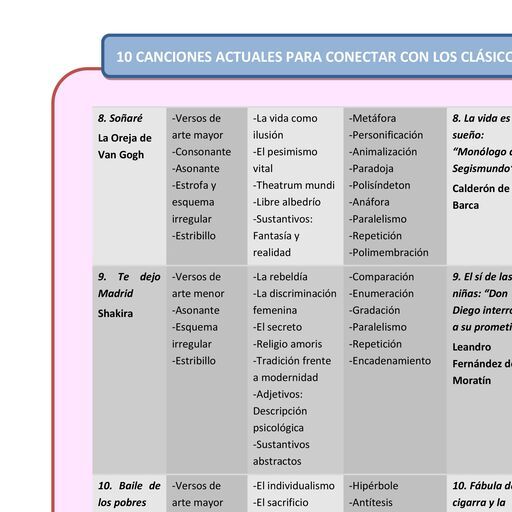 10 CANCIONES ACTUALES PARA CONECTAR CON LOS CLÁSICO
8. Soñaré
La Oreja de
Van Gogh
-Versos de
arte mayor
-Consonante
-Asonante
-Estrofa y
esquema
irregular
-Estribillo
-La vida como
ilusión
-El pesimismo
vital
-Theatrum mundi
-Libre albedrío
-Sustantivos:
Fantasía y
realidad
-Metáfora
-Personificación
-Animalización
-Paradoja
-Polisíndeton
-Anáfora
-Paralelismo
-Repetición
-Polimembración
8. La vida es
sueño:
“Monólogo
Segismundo”
Calderón de
Barca
9. Te dejo
Madrid
Shakira
-Versos de
arte menor
-Asonante
-Esquema
irregular
-Estribillo
-La rebeldía
-La discriminación
femenina
-El secreto
-Religio amoris
-Tradición frente
a modernidad
-Adjetivos:
Descripción
psicológica
-Sustantivos
abstractos
-Comparación
-Enumeración
-Gradación
-Paralelismo
-Repetición
-Encadenamiento
9. El sí de las
niñas: “Don
Diego interr
a su prometi
Leandro
Fernández de
Moratín
10. Baile de
los pobres
-Versos de
arte mayor
-El individualismo
-El sacrificio
-Hipérbole
-Antítesis
10. Fábula de
cigarra y la